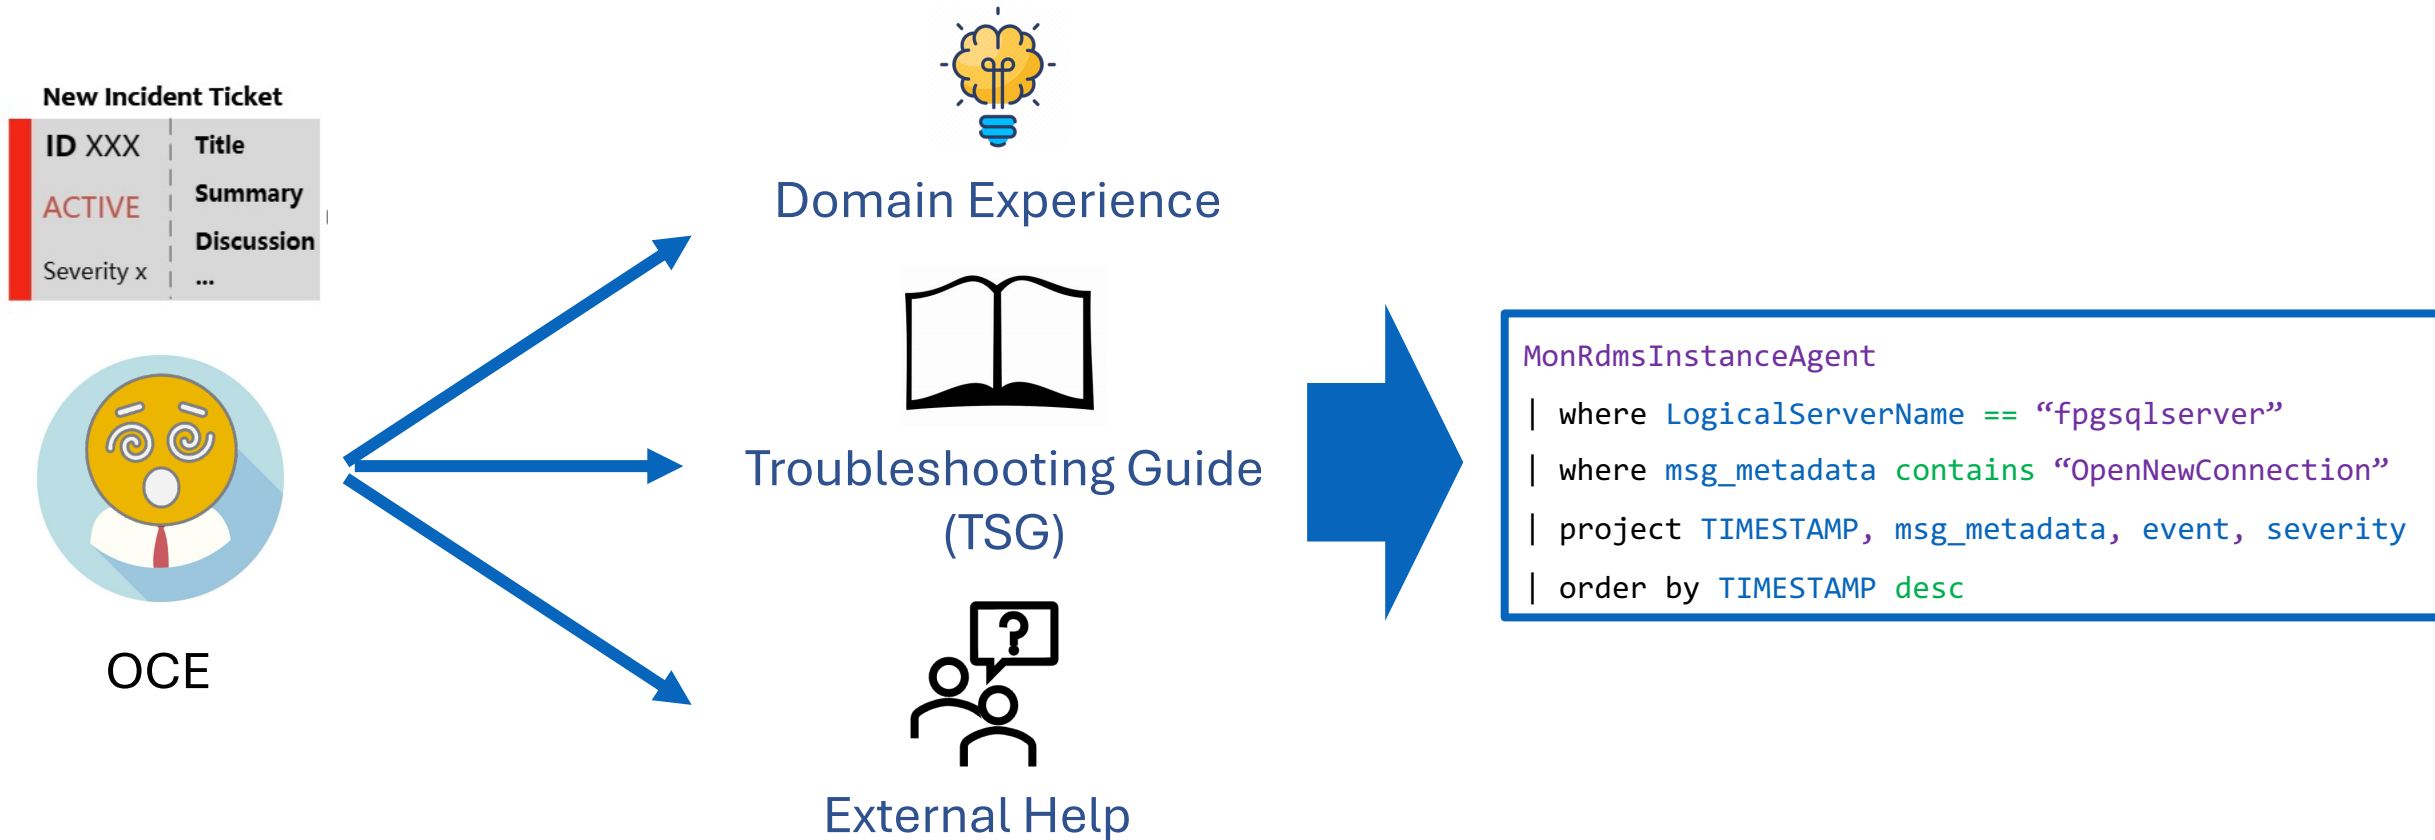 New Incident Ticket
ID XXX
ACTIVE
Severity x
Title
Summary
Discussion
...
OCE
Domain Experience
Troubleshooting Guide
(TSG)
?
External Help
MonRdmsInstanceAgent
| where LogicalServerName == “fpgsqlserver”
| where msg_metadata contains “OpenNewConnection”
| project TIMESTAMP, msg_metadata, event, severity
| order by TIMESTAMP desc